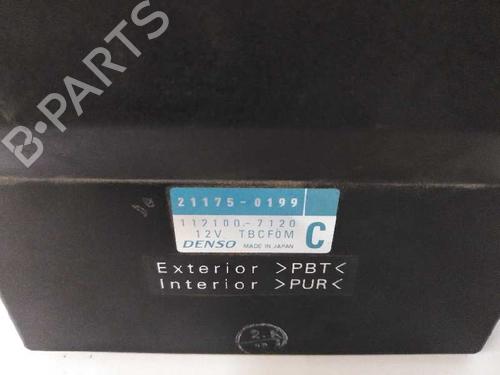 B-PARTS
21175-0199
112100-7120
12V TBCF0M
C
DENSO MADE IN JAPAN
Exterior >PBT<
Interior >PUR<